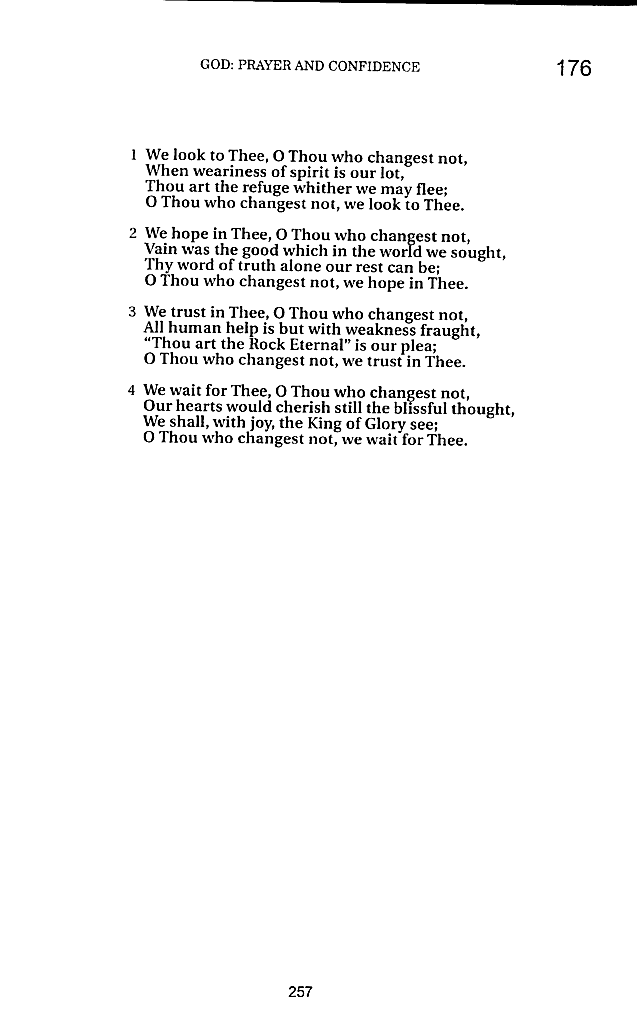 GOD: PRAYER AND CONFIDENCE
176
1 We look to Thee, O Thou who changest not,
When weariness of spirit is our lot,
Thou art the refuge whither we may flee;
O Thou who changest not, we look to Thee.
2 We hope in Thee, O Thou who changest not,
Vain was the good which in the world we sought,
Thy word of truth alone our rest can be;
O Thou who changest not, we hope in Thee.
3 We trust in Thee, O Thou who changest not,
All human help is but with weakness fraught,
“Thou art the Rock Eternal” is our plea;
O Thou who changest not, we trust in Thee.
4 We wait for Thee, O Thou who changest not,
Our hearts would cherish still the blissful thought,
We shall, with joy, the King of Glory see;
O Thou who changest not, we wait for Thee.
257